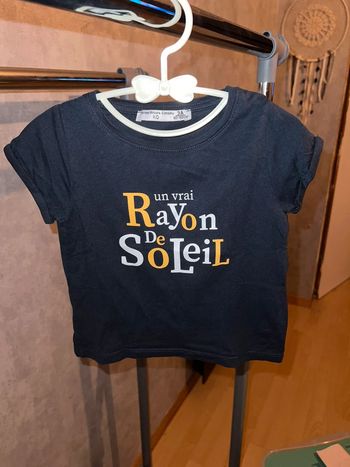 un vrai
RayoN
De
SoLeiL